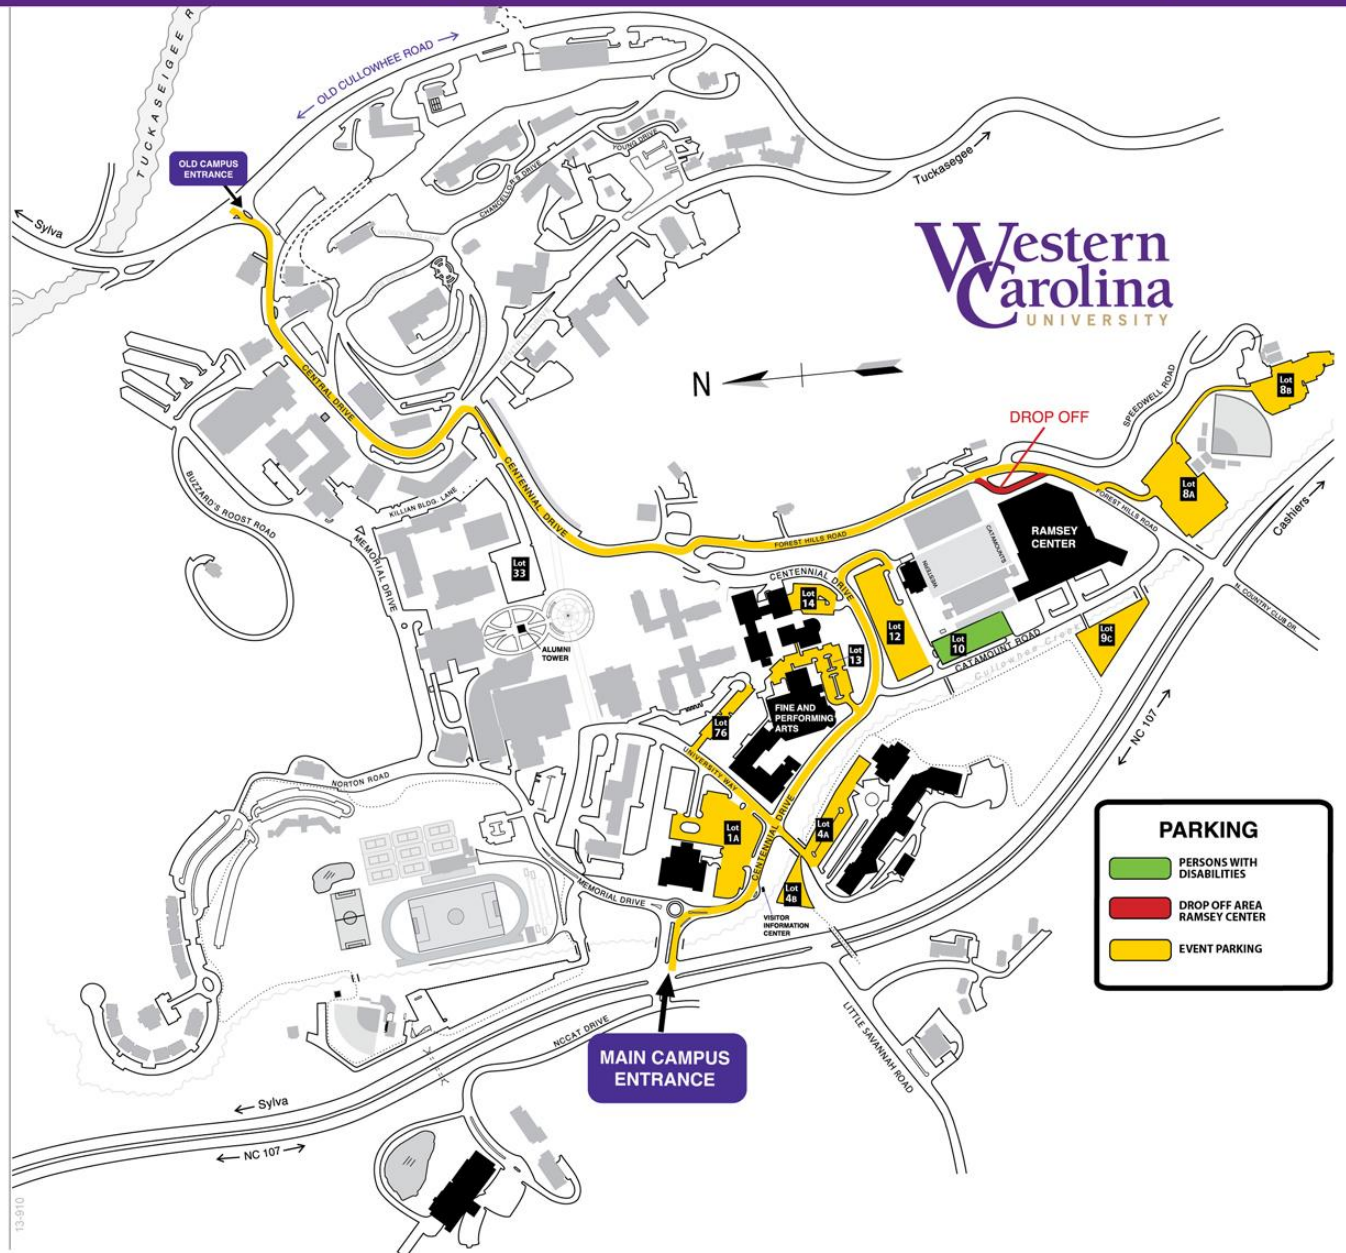 TUCKASEIGEE R
OLD CULLOWHEE ROAD
OLD CAMPUS
ENTRANCE
Sylva
YOUNG DRIVE
CHANCELLOR'S DRIVE
Tuckasegee
Western
Carolina
UNIVERSITY
N
CENTRAL DRIVE
SPEEDWELL ROAD
Lot
8B
DROP OFF
BUZZARD'S ROOST ROAD
KILLIAN BLDG. LANE
CENTENNIAL DRIVE
MEMORIAL DRIVE
Lot
8A
FOREST HILLS ROAD
Cashiers
RAMSEY
CENTER
CATAMOUNTS
WESTERN
FOREST HILLS ROAD
Lot
33
CENTENNIAL DRIVE
Lot
14
N. COUNTRY CLUB DR.
Lot
12
Lot
10
CATAMOUNT ROAD
Cullowhee Creek
Lot
9C
ALUMNI
TOWER
Lot
13
FINE AND
PERFORMING
ARTS
Lot
76
UNIVERSITY WAY
NC 107
NORTON ROAD
CENTENNIAL DRIVE
Lot
1A
Lot
4A
Lot
4B
MEMORIAL DRIVE
VISITOR
INFORMATION
CENTER
PARKING
PERSONS WITH
DISABILITIES
DROP OFF AREA
RAMSEY CENTER
EVENT PARKING
LITTLE SAVANNAH ROAD
NCCAT DRIVE
MAIN CAMPUS
ENTRANCE
Sylva
NC 107
13-910